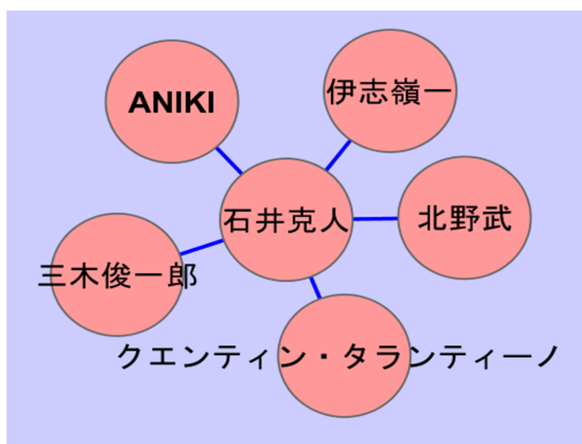 ANIKI
伊志嶺一
石井克人
北野武
三木俊一郎
クエンティン・タランティーノ